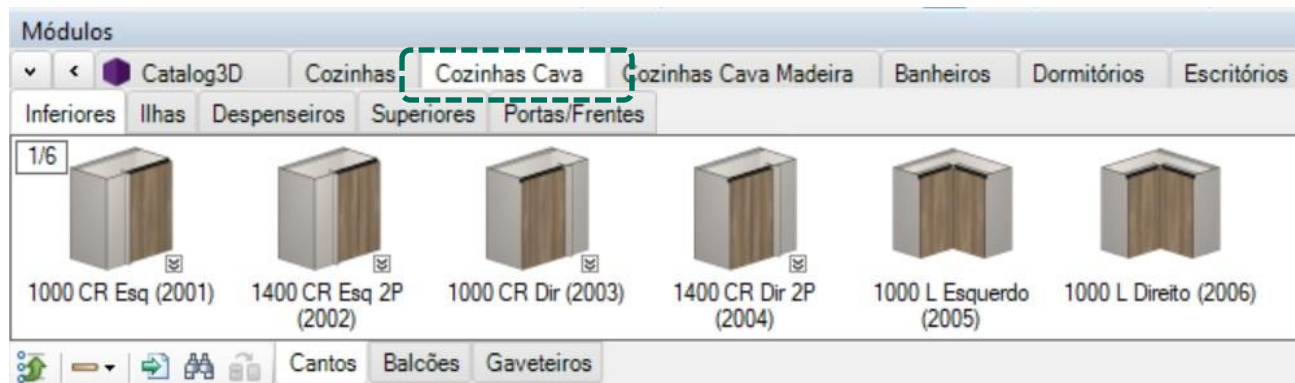 Módulos
Catalog3D Cozinhas Cozinhas Cava Cozinhas Cava Madeira Banheiros Dormitórios Escritórios
Inferiores Ilhas Despenseiros Superiores Portas/Frentes
1/6
1000 CR Esq (2001) 1400 CR Esq 2P (2002) 1000 CR Dir (2003) 1400 CR Dir 2P (2004) 1000 L Esquerdo (2005) 1000 L Direito (2006)
Cantos Balcões Gaveteiros